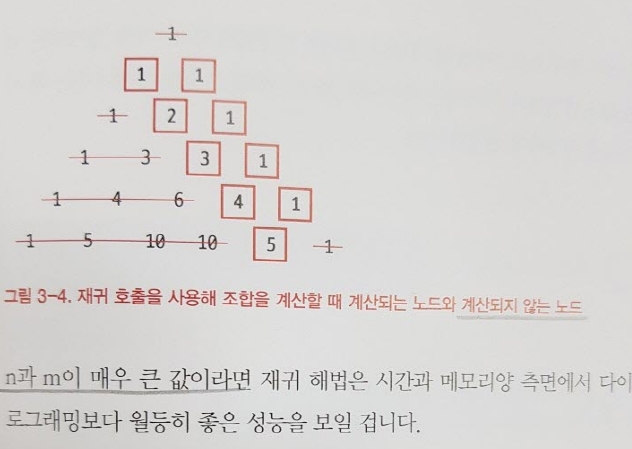 1
1 1
1 2 1
1 3 3 1
1 4 6 4 1
1 5 10 10 5 1
그림 3-4. 재귀 호출을 사용해 조합을 계산할 때 계산되는 노드와 계산되지 않는 노드
n과 m이 매우 큰 값이라면 재귀 해법은 시간과 메모리양 측면에서 다이
로그래밍보다 월등히 좋은 성능을 보일 겁니다.